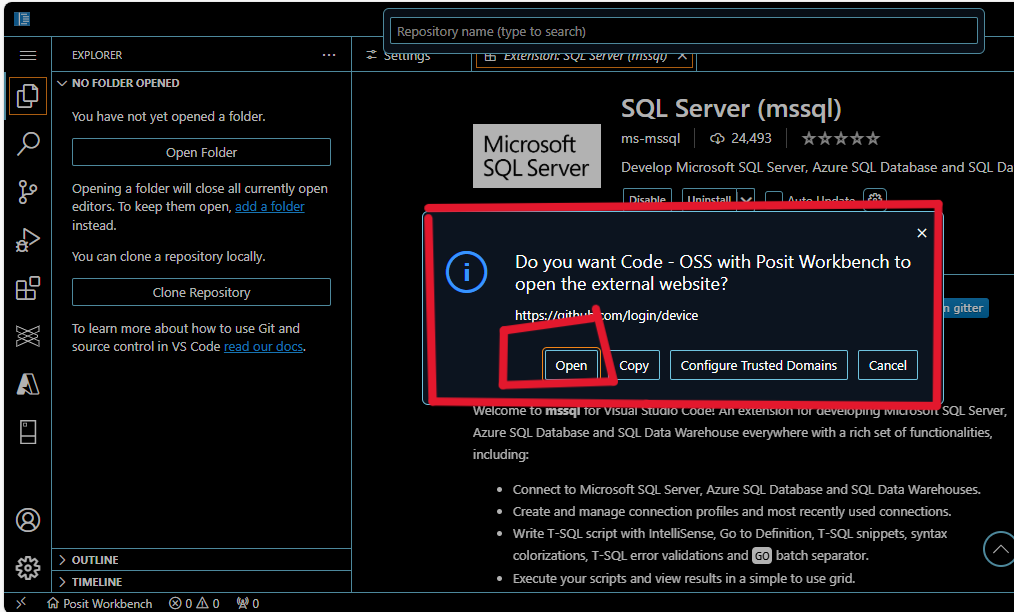 Repository name (type to search)
EXPLORER
...
Settings
Extension: SQL Server (mssql)
NO FOLDER OPENED
You have not yet opened a folder.
Open Folder
Opening a folder will close all currently open
editors. To keep them open, add a folder
instead.
You can clone a repository locally.
Clone Repository
To learn more about how to use Git and
source control in VS Code read our docs.
OUTLINE
TIMELINE
Microsoft
SQL Server
SQL Server (mssql)
ms-mssql
24,493
Develop Microsoft SQL Server, Azure SQL Database and SQL Da
Disable
Uninstall
Auto Update
Do you want Code - OSS with Posit Workbench to
open the external website?
https://github.com/login/device
Open
Copy
Configure Trusted Domains
Cancel
n gitter
Welcome to mssql for Visual Studio Code! An extension for developing Microsoft SQL Server,
Azure SQL Database and SQL Data Warehouse everywhere with a rich set of functionalities,
including:
• Connect to Microsoft SQL Server, Azure SQL Database and SQL Data Warehouses.
• Create and manage connection profiles and most recently used connections.
• Write T-SQL script with IntelliSense, Go to Definition, T-SQL snippets, syntax
colorizations, T-SQL error validations and GO batch separator.
• Execute your scripts and view results in a simple to use grid.
Posit Workbench
0
0
0